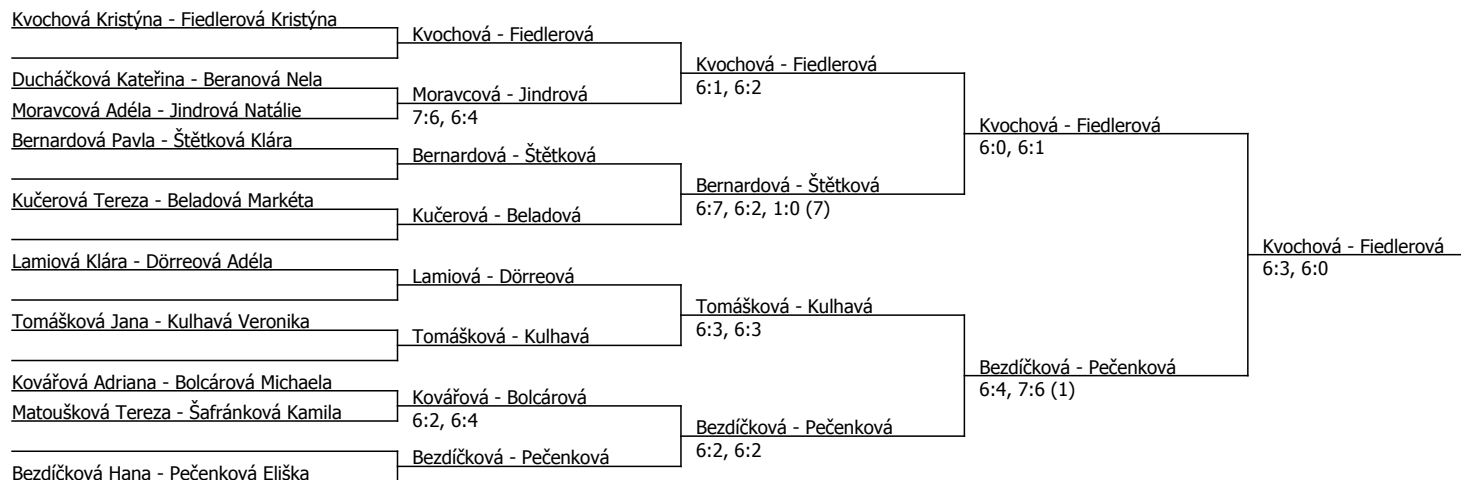 Kvochová Kristýna - Fiedlerová Kristýna
Ducháčková Kateřina - Beranová Nela
Moravcová Adéla - Jindrová Natálie
Bernardová Pavla - Štětková Klára
Kučerová Tereza - Beladová Markéta
Lamiová Klára - Dörreová Adéla
Tomášková Jana - Kulhavá Veronika
Kovářová Adriana - Bolcárová Michaela
Matoušková Tereza - Šafránková Kamila
Bezdíčková Hana - Pečenková Eliška
Kvochová - Fiedlerová
Moravcová - Jindrová
7:6, 6:4
Bernardová - Štětková
Kučerová - Beladová
Lamiová - Dörreová
Tomášková - Kulhavá
Kovářová - Bolcárová
6:2, 6:4
Bezdíčková - Pečenková
Kvochová - Fiedlerová
6:1, 6:2
Bernardová - Štětková
6:7, 6:2, 1:0 (7)
Tomášková - Kulhavá
6:3, 6:3
Bezdíčková - Pečenková
6:2, 6:2
Kvochová - Fiedlerová
6:0, 6:1
Bezdíčková - Pečenková
6:4, 7:6 (1)
Kvochová - Fiedlerová
6:3, 6:0